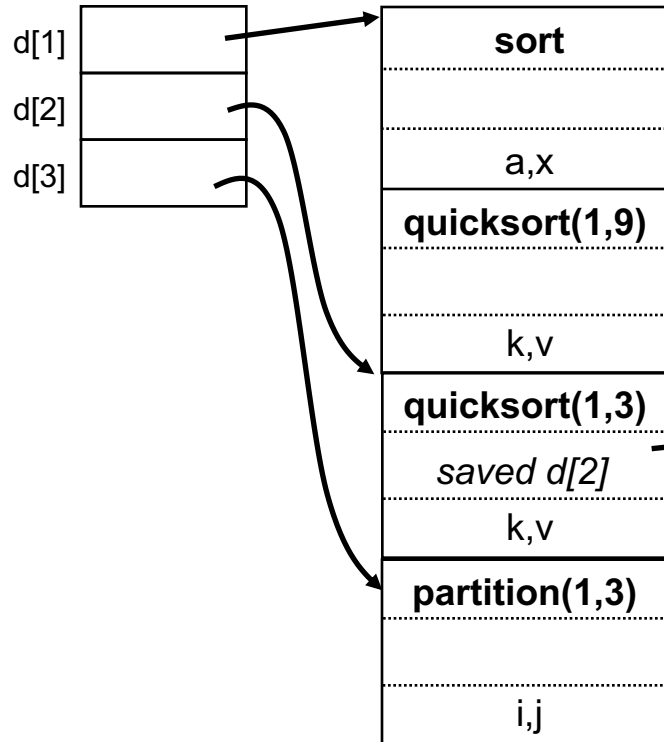 d[1]
d[2]
d[3]
sort
a,x
quicksort(1,9)
k,v
quicksort(1,3)
saved d[2]
k,v
partition(1,3)
i,j